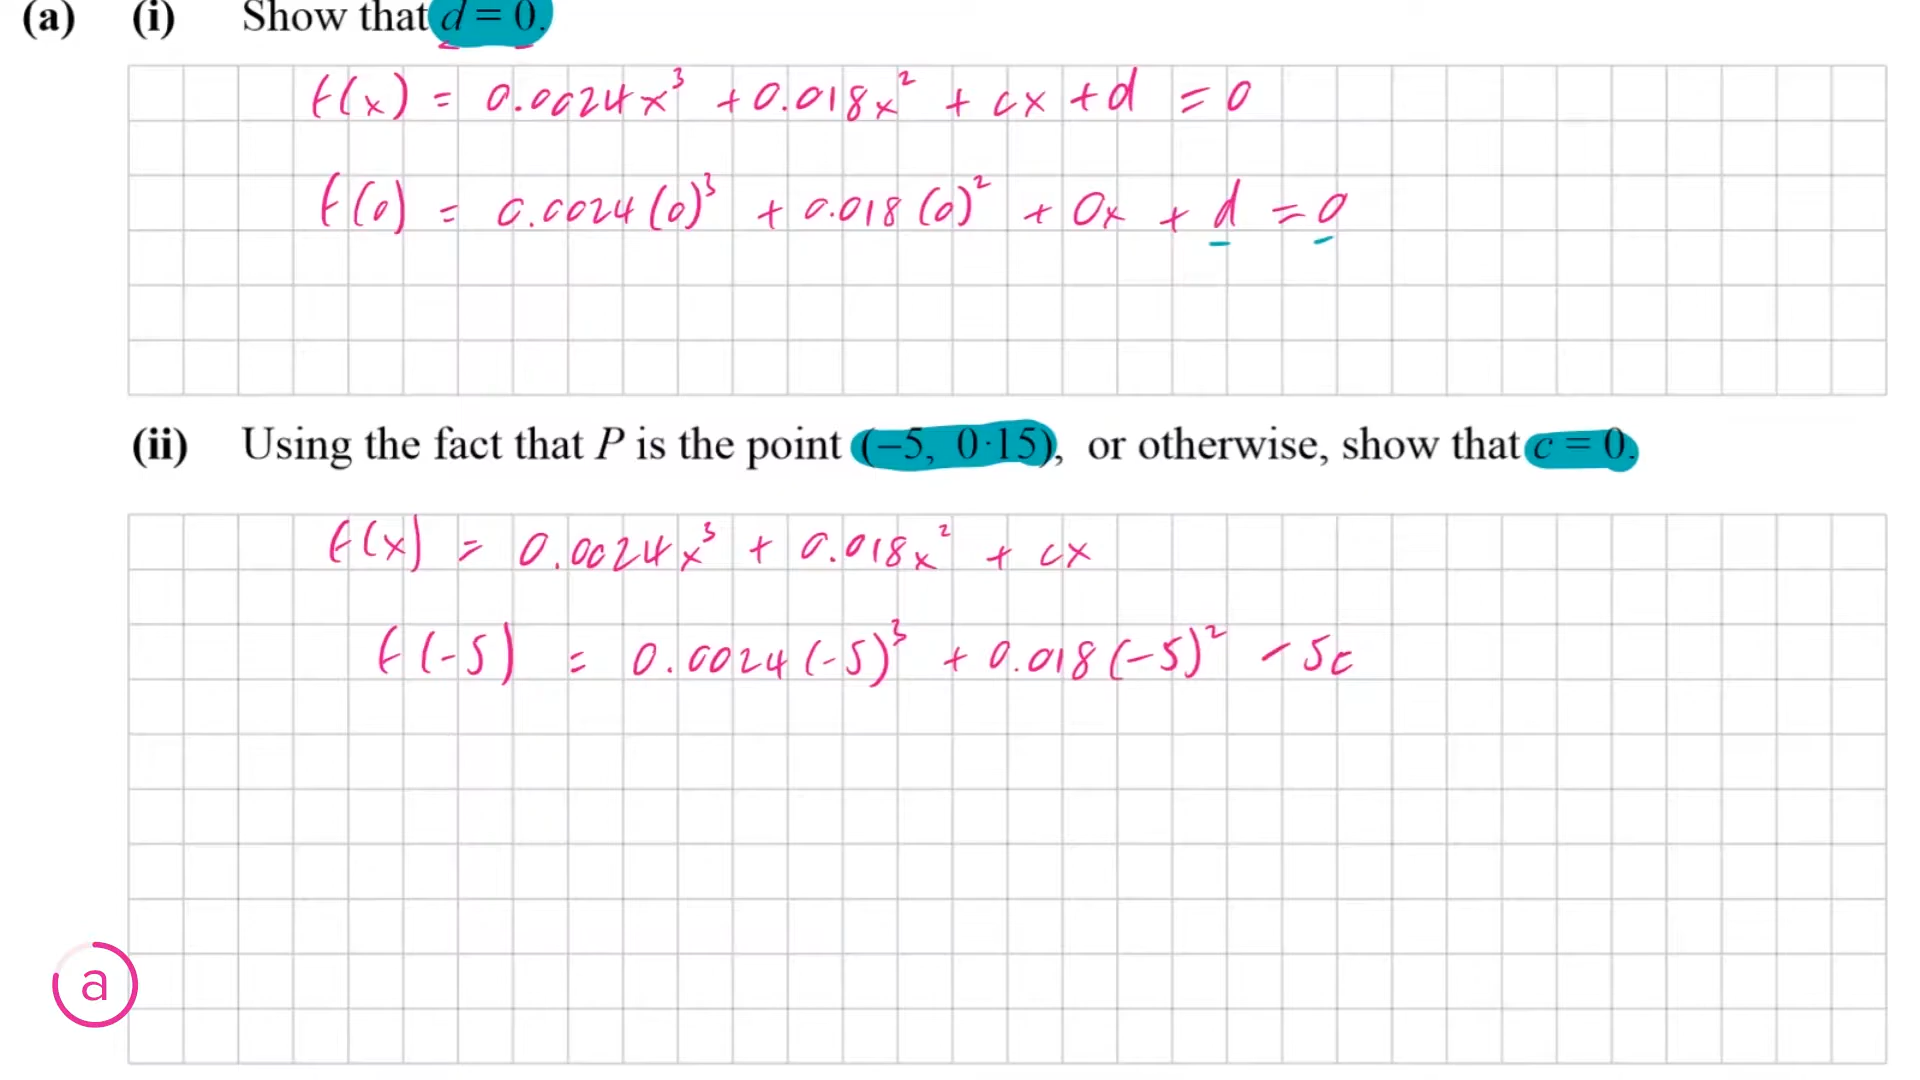 (a) (i) Show that d = 0.
f(x) = 0.0024x³ + 0.018x² + cx + d = 0
f(0) = 0.0024(0)³ + 0.018(0)² + 0x + d = 0
(ii) Using the fact that P is the point (−5, 0·15), or otherwise, show that c = 0.
f(x) = 0.0024x³ + 0.018x² + cx
f(-5) = 0.0024(-5)³ + 0.018(-5)² - 5c
a